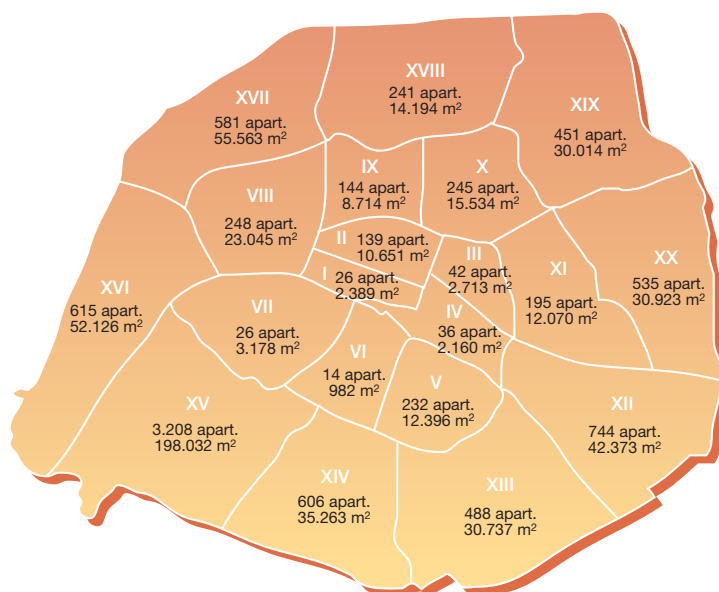 XVIII
241 apart.
14.194 m²
XVII
581 apart.
55.563 m²
XIX
451 apart.
30.014 m²
IX
144 apart.
8.714 m²
X
245 apart.
15.534 m²
VIII
248 apart.
23.045 m²
II 139 apart.
10.651 m²
III
42 apart.
2.713 m²
I 26 apart.
2.389 m²
XI
195 apart.
12.070 m²
XX
535 apart.
30.923 m²
XVI
615 apart.
52.126 m²
VII
26 apart.
3.178 m²
IV
36 apart.
2.160 m²
VI
14 apart.
982 m²
V
232 apart.
12.396 m²
XV
3.208 apart.
198.032 m²
XII
744 apart.
42.373 m²
XIV
606 apart.
35.263 m²
XIII
488 apart.
30.737 m²